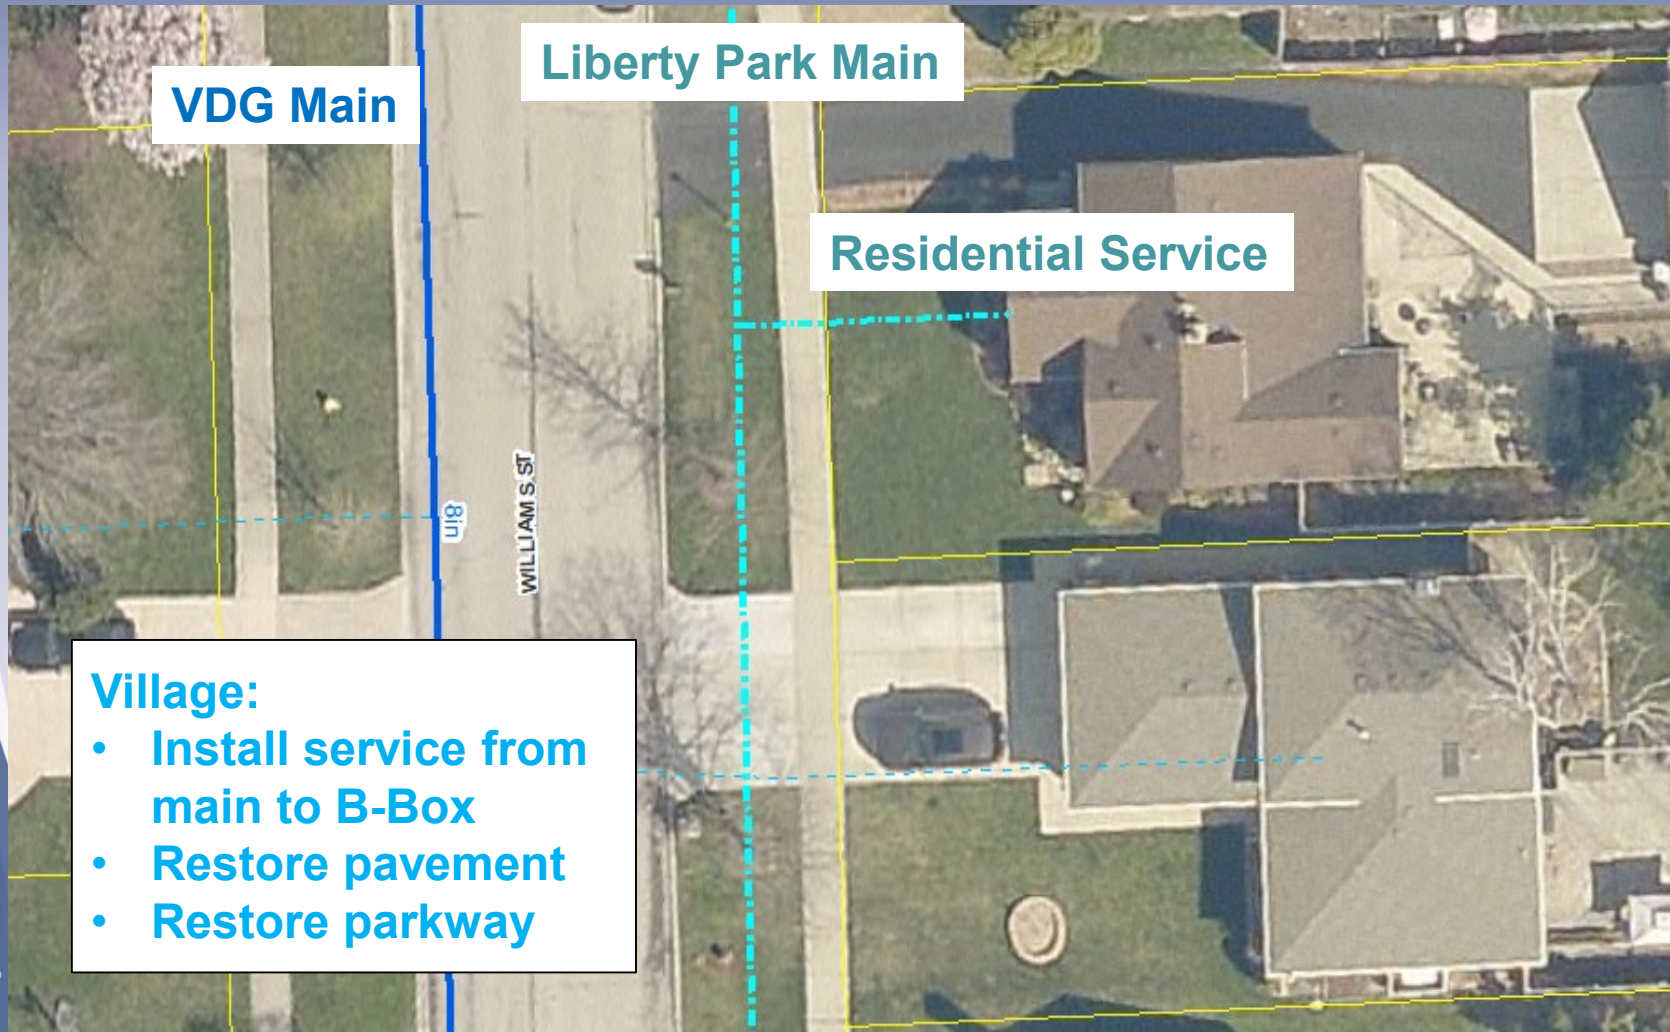 Liberty Park Main
VDG Main
Residential Service
8in
WILLIAMS ST
Village:
• Install service from
main to B-Box
• Restore pavement
• Restore parkway